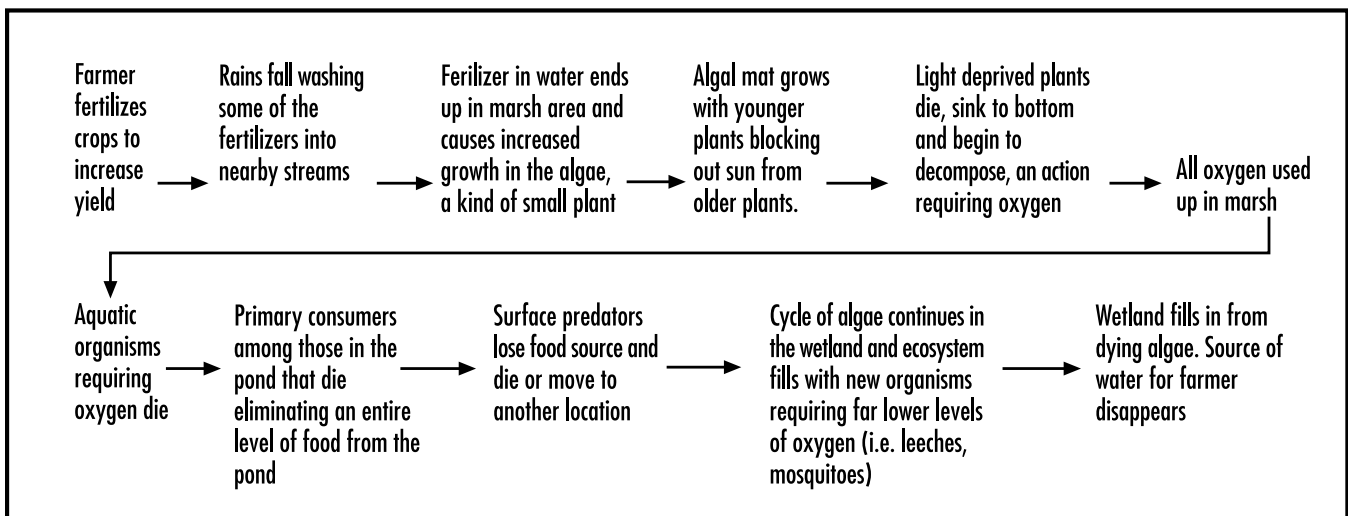 Farmer
fertilizes
crops to
increase
yield
Rains fall washing
some of the
fertilizers into
nearby streams
Ferilizer in water ends
up in marsh area and
causes increased
growth in the algae,
a kind of small plant
Algal mat grows
with younger
plants blocking
out sun from
older plants.
Light deprived plants
die, sink to bottom
and begin to
decompose, an action
requiring oxygen
All oxygen used
up in marsh
Aquatic
organisms
requiring
oxygen die
Primary consumers
among those in the
pond that die
eliminating an entire
level of food from the
pond
Surface predators
lose food source and
die or move to
another location
Cycle of algae continues in
the wetland and ecosystem
fills with new organisms
requiring far lower levels
of oxygen (i.e. leeches,
mosquitoes)
Wetland fills in from
dying algae. Source of
water for farmer
disappears